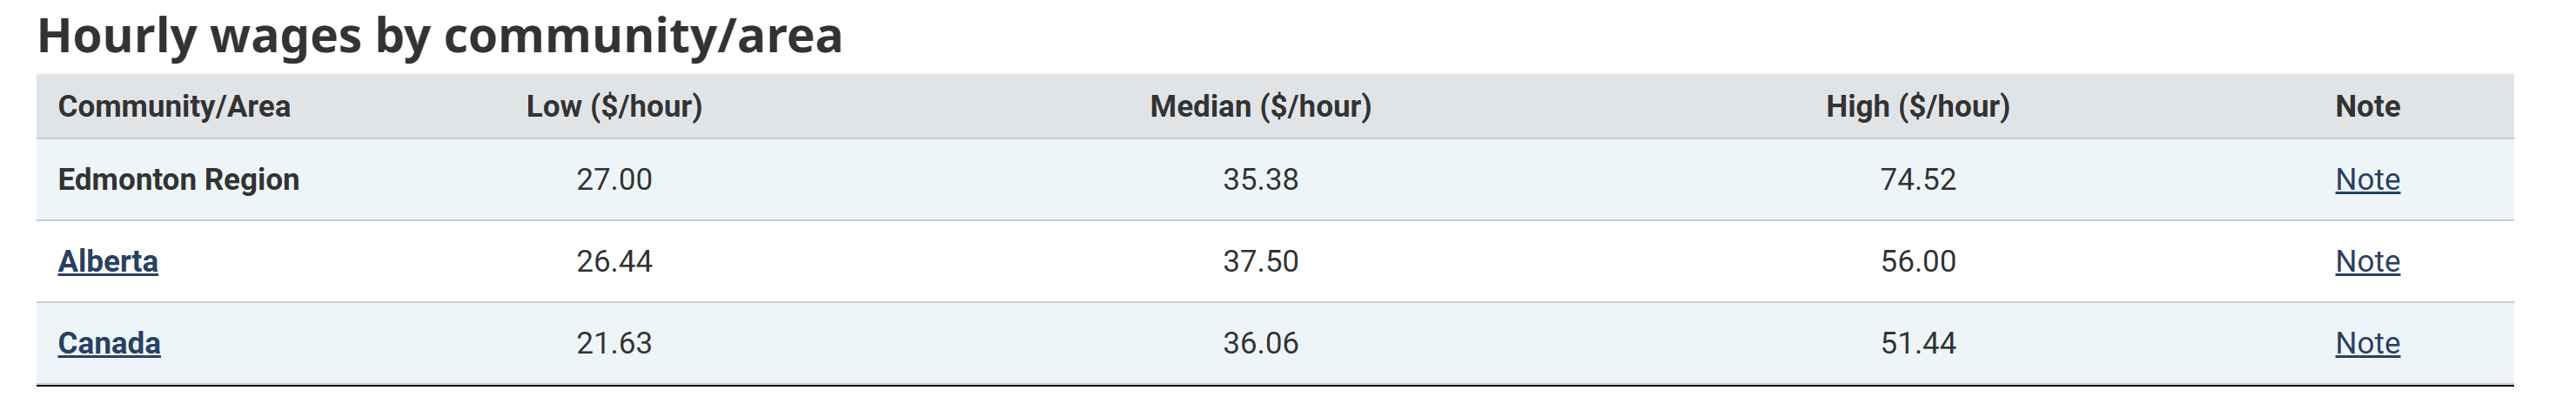 Hourly wages by community/area
Community/Area Low ($/hour) Median ($/hour) High ($/hour) Note
Edmonton Region 27.00 35.38 74.52 Note
Alberta 26.44 37.50 56.00 Note
Canada 21.63 36.06 51.44 Note